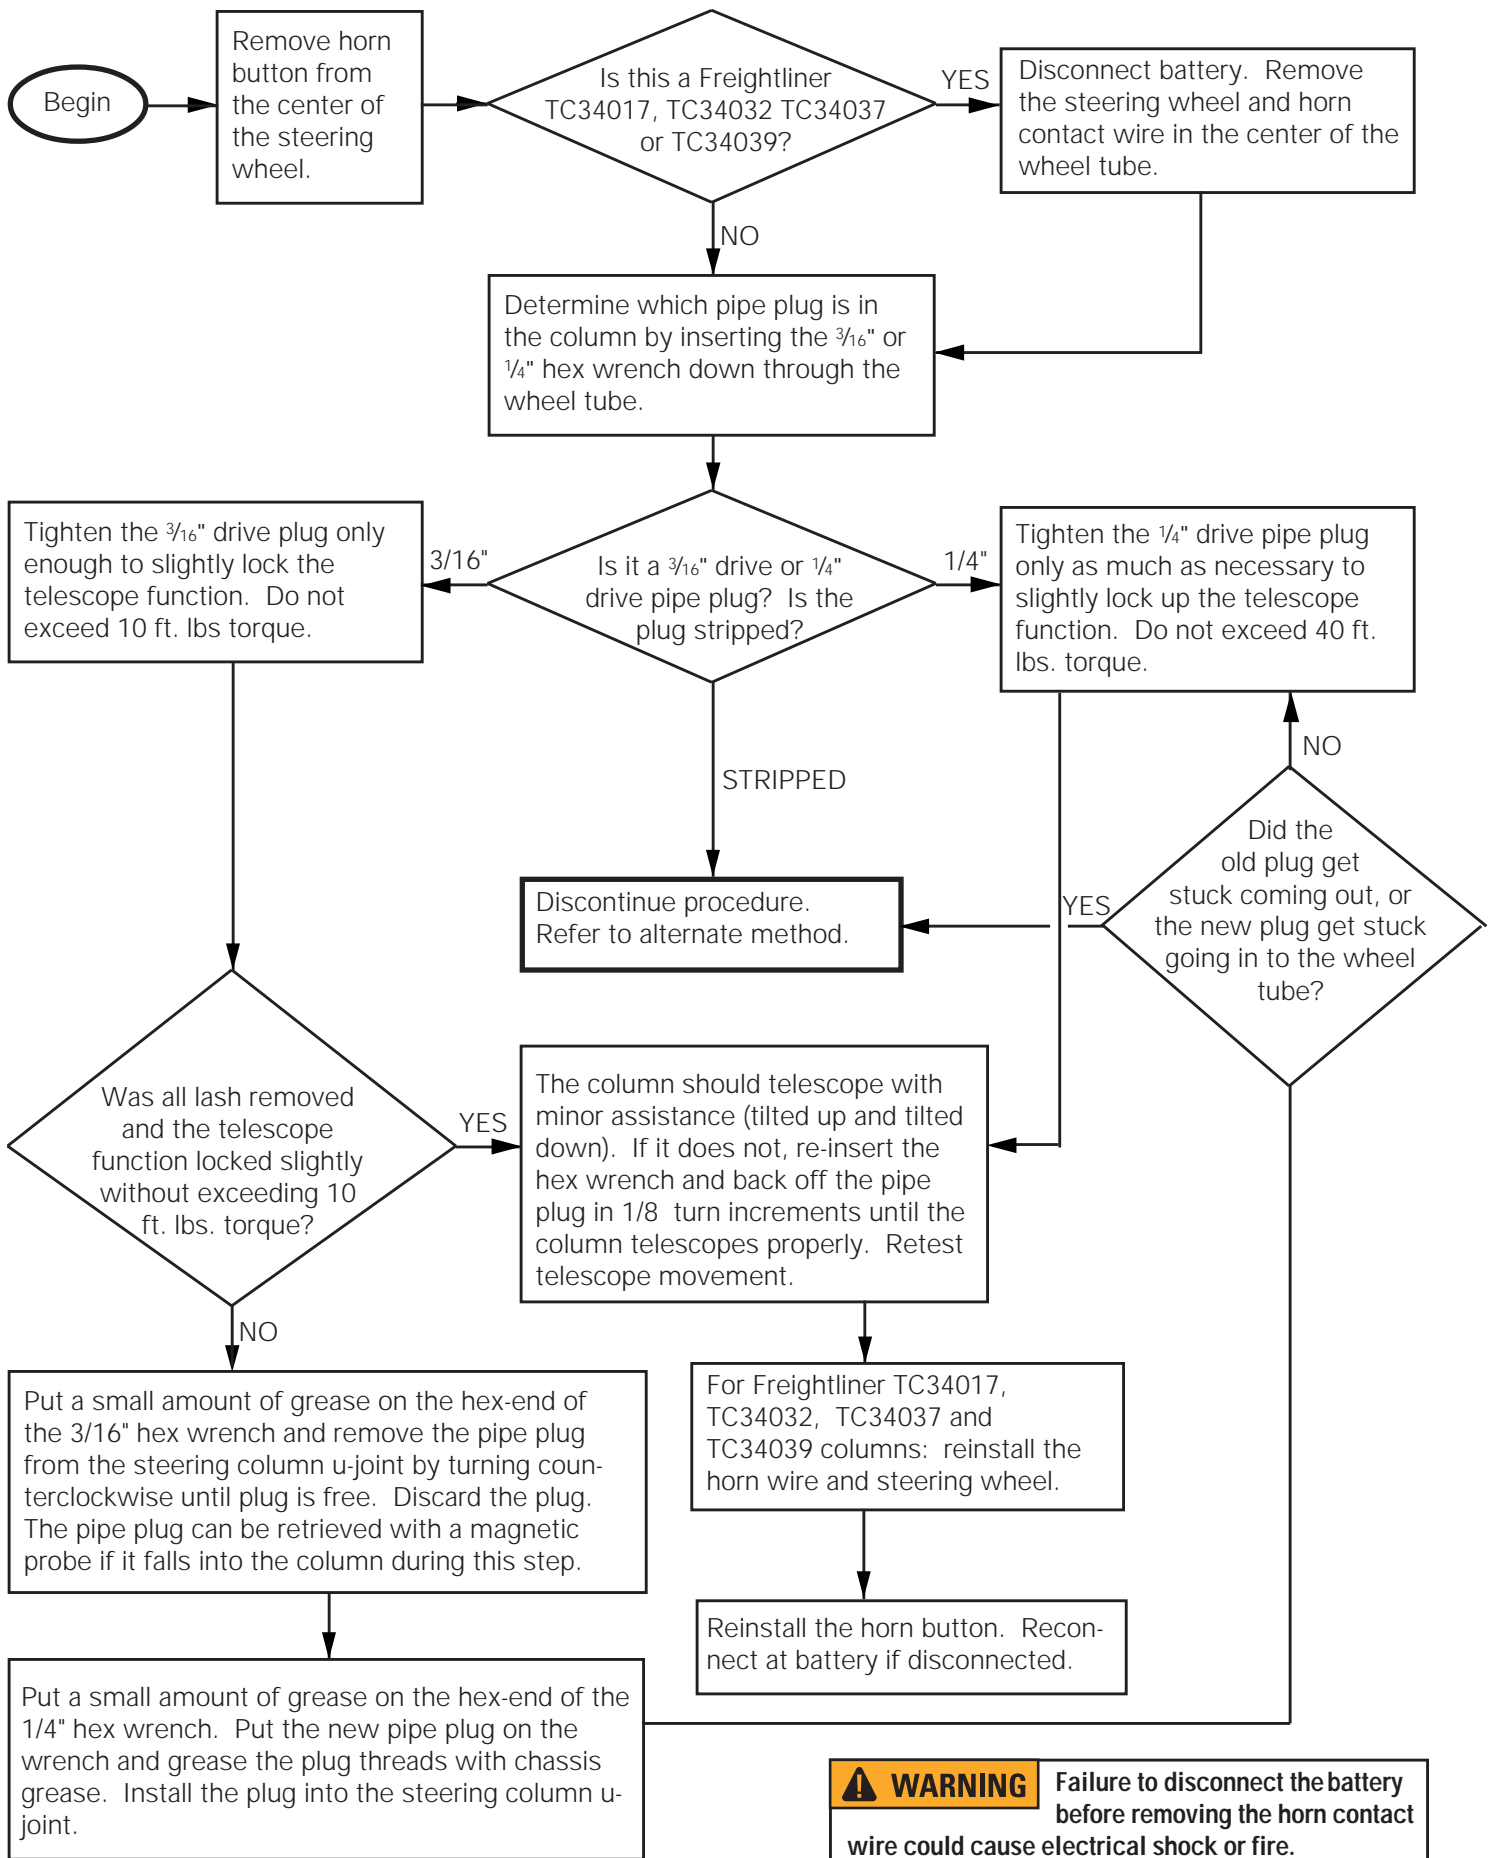 Begin
Remove horn
button from
the center of
the steering
wheel.
Is this a Freightliner
TC34017, TC34032 TC34037
or TC34039?
YES
Disconnect battery.  Remove
the steering wheel and horn
contact wire in the center of the
wheel tube.
NO
Determine which pipe plug is in
the column by inserting the 3/16" or
1/4" hex wrench down through the
wheel tube.
Tighten the 3/16" drive plug only
enough to slightly lock the
telescope function.  Do not
exceed 10 ft. lbs torque.
3/16"
Is it a 3/16" drive or 1/4"
drive pipe plug?  Is the
plug stripped?
1/4"
Tighten the 1/4" drive pipe plug
only as much as necessary to
slightly lock up the telescope
function.  Do not exceed 40 ft.
lbs. torque.
STRIPPED
NO
Did the
old plug get
stuck coming out, or
the new plug get stuck
going in to the wheel
tube?
YES
Discontinue procedure.
Refer to alternate method.
Was all lash removed
and the telescope
function locked slightly
without exceeding 10
ft. lbs. torque?
YES
The column should telescope with
minor assistance (tilted up and tilted
down).  If it does not, re-insert the
hex wrench and back off the pipe
plug in 1/8  turn increments until the
column telescopes properly.  Retest
telescope movement.
NO
Put a small amount of grease on the hex-end of
the 3/16" hex wrench and remove the pipe plug
from the steering column u-joint by turning coun-
terclockwise until plug is free.  Discard the plug.
The pipe plug can be retrieved with a magnetic
probe if it falls into the column during this step.
For Freightliner TC34017,
TC34032,  TC34037 and
TC34039 columns:  reinstall the
horn wire and steering wheel.
Reinstall the horn button.  Recon-
nect at battery if disconnected.
Put a small amount of grease on the hex-end of the
1/4" hex wrench.  Put the new pipe plug on the
wrench and grease the plug threads with chassis
grease.  Install the plug into the steering column u-
joint.
WARNING Failure to disconnect the battery
before removing the horn contact
wire could cause electrical shock or fire.